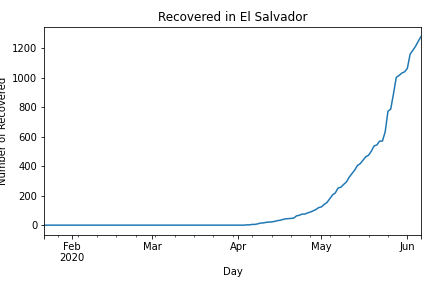 Recovered in El Salvador
1200
1000
800
600
400
200
0
Number of Recovered
Feb
2020
Mar
Apr
May
Jun
Day